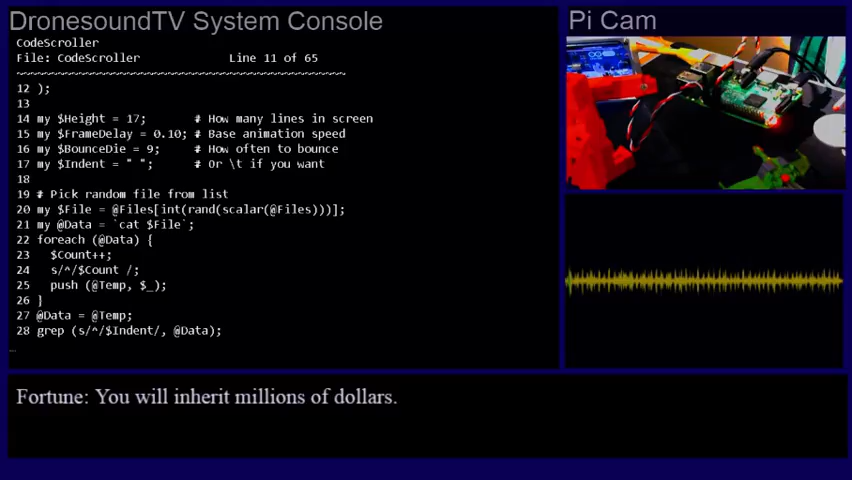 DronesoundTV System Console
Pi Cam
CodeScroller
File: CodeScroller Line 11 of 65
~~~~~~~~~~~~~~~~~~~~~~~~~~~~~~~~~~~~~~~~~~~~~~~~~~~~~~~
12 );
13
14 my $Height = 17; # How many lines in screen
15 my $FrameDelay = 0.10; # Base animation speed
16 my $BounceDie = 9; # How often to bounce
17 my $Indent = " "; # Or \t if you want
18
19 # Pick random file from list
20 my $File = @Files[int(rand(scalar(@Files)))];
21 my @Data = `cat $File`;
22 foreach (@Data) {
23 $Count++;
24 s/^/$Count /;
25 push (@Temp, $_);
26 }
27 @Data = @Temp;
28 grep (s/^/$Indent/, @Data);
Fortune: You will inherit millions of dollars.